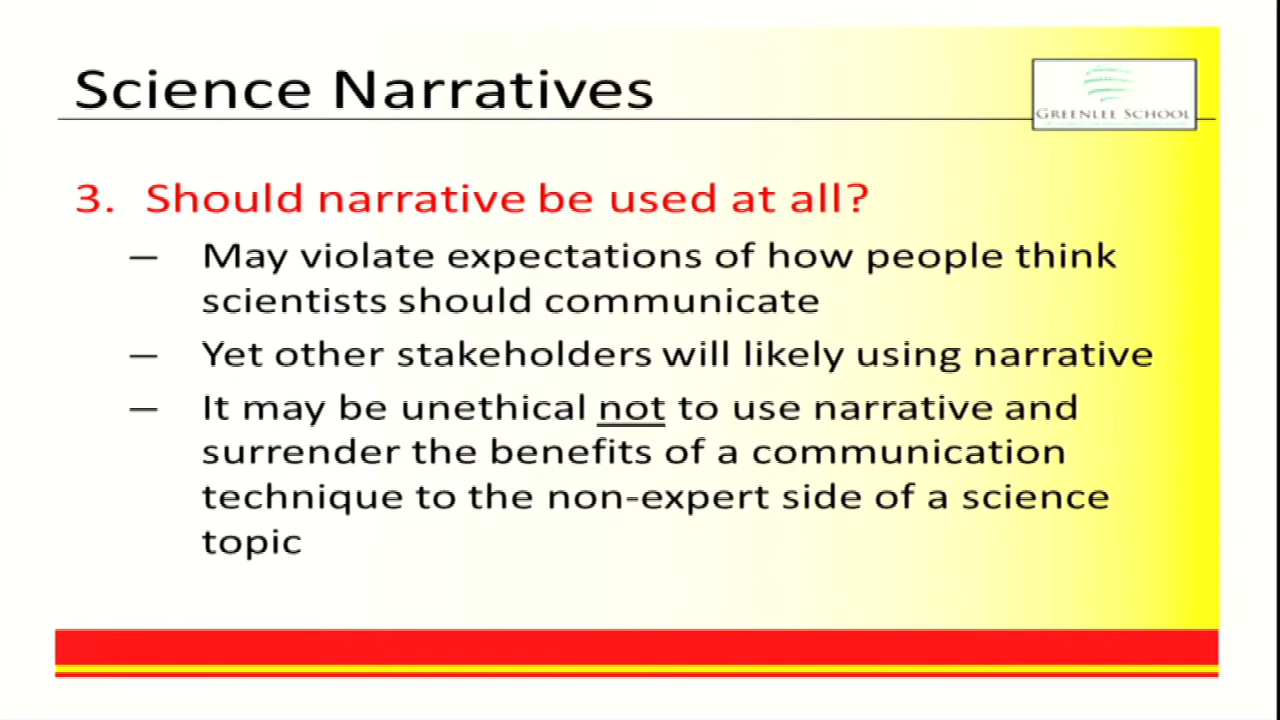 Science Narratives
GREENLEE SCHOOL
3. Should narrative be used at all?
— May violate expectations of how people think
scientists should communicate
— Yet other stakeholders will likely using narrative
— It may be unethical not to use narrative and
surrender the benefits of a communication
technique to the non-expert side of a science
topic